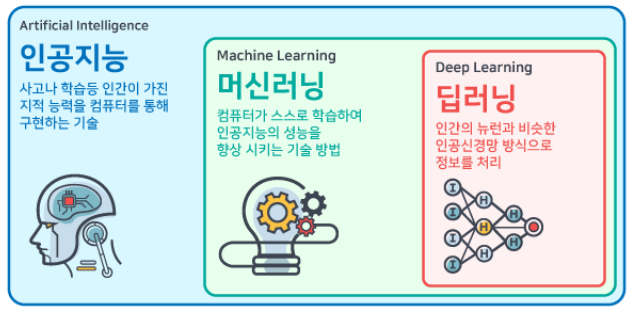 Artificial Intelligence
인공지능
사고나 학습등 인간이 가진
지적 능력을 컴퓨터를 통해
구현하는 기술
Machine Learning
머신러닝
컴퓨터가 스스로 학습하여
인공지능의 성능을
향상 시키는 기술 방법
Deep Learning
딥러닝
인간의 뉴런과 비슷한
인공신경망 방식으로
정보를 처리
I
H
I
H
H
I
H
H
I